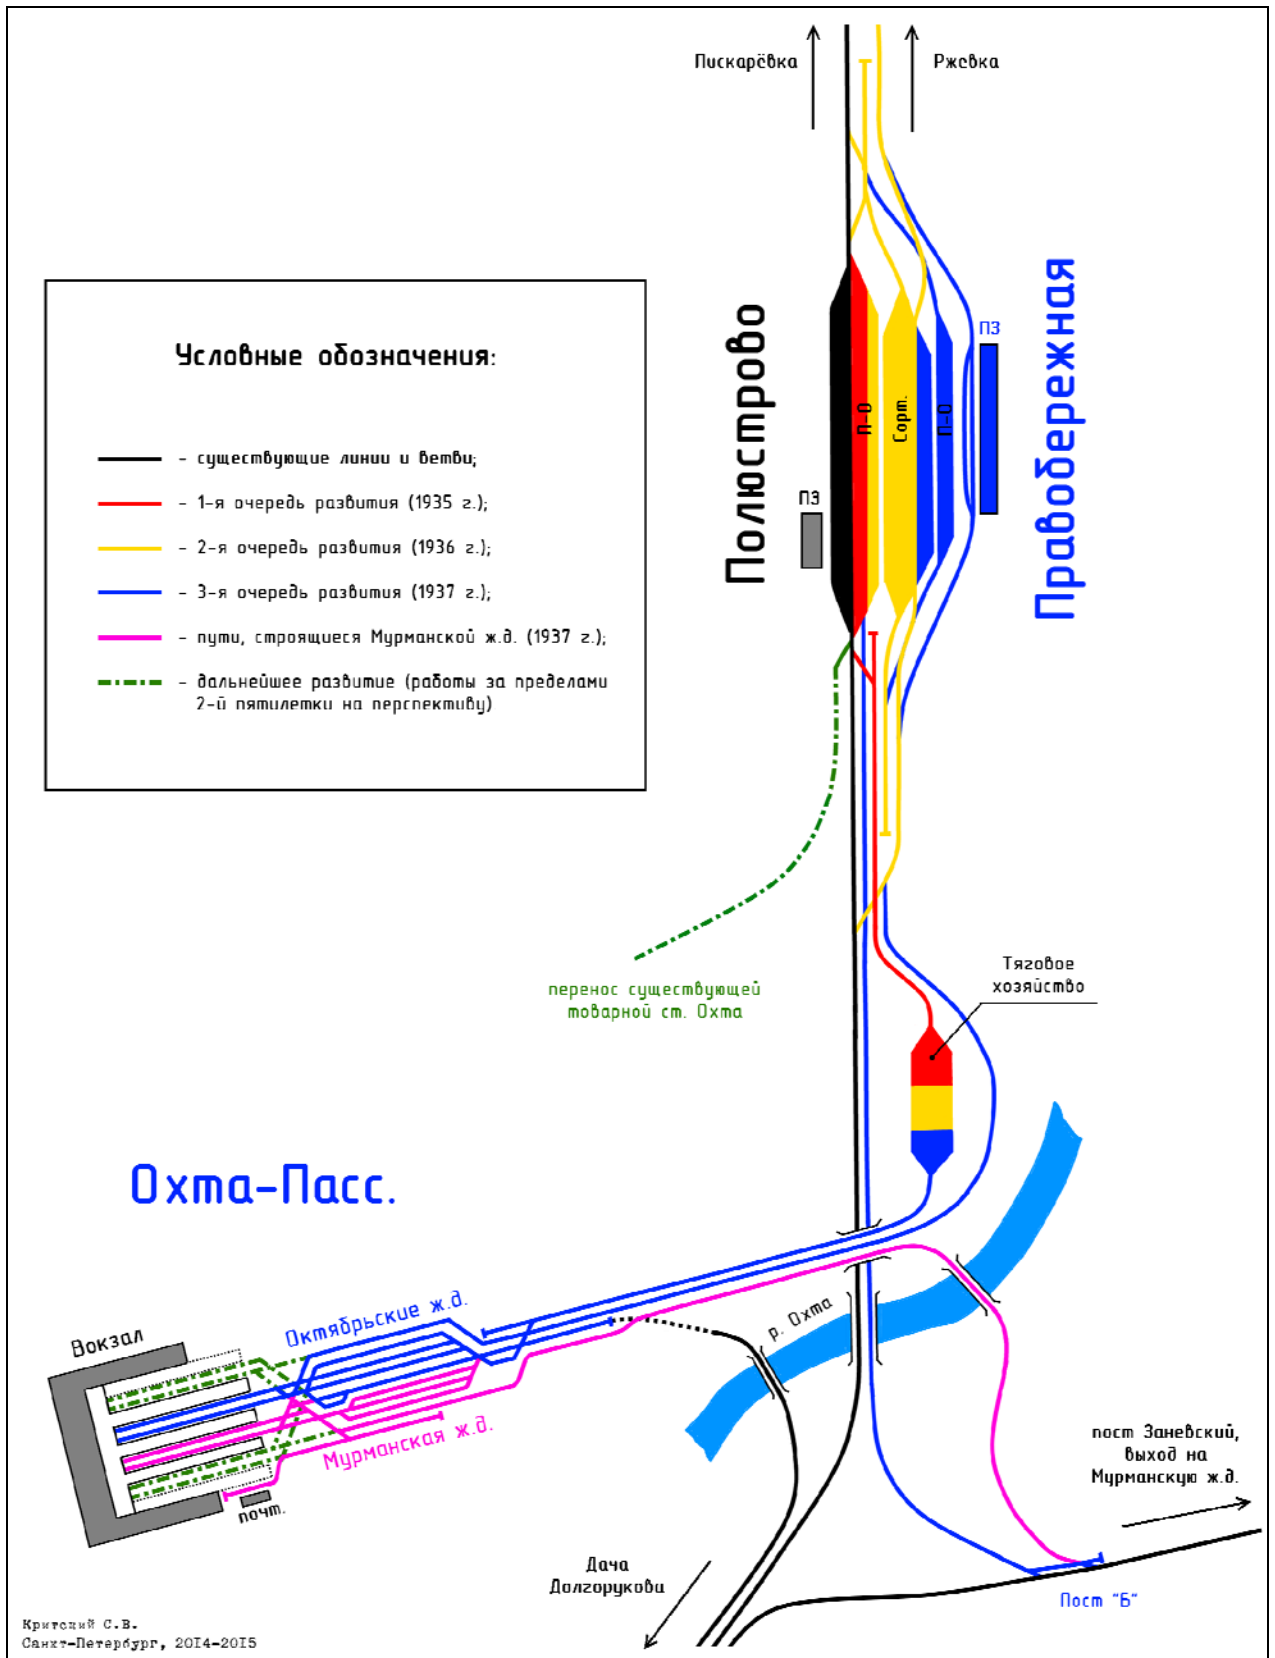 Пискарёвка
Ржевка
Условные обозначения:
- существующие линии и ветви;
- 1-я очередь развития (1935 г.);
- 2-я очередь развития (1936 г.);
- 3-я очередь развития (1937 г.);
- пути, строящиеся Мурманской ж.д. (1937 г.);
- дальнейшее развитие (работы за пределами
2-й пятилетки на перспективу)
Полюстрово
Правобережная
ПЗ
ПЗ
П-О
Сорт.
П-О
перенос существующей
товарной ст. Охта
Тяговое
хозяйство
Охта-Пасс.
р. Охта
Вокзал
Октябрьские ж.д.
Мурманская ж.д.
почт.
пост Заневский,
выход на
Мурманскую ж.д.
Дача
Долгорукова
Пост "Б"
Критский С.В.
Санкт-Петербург, 2014-2015